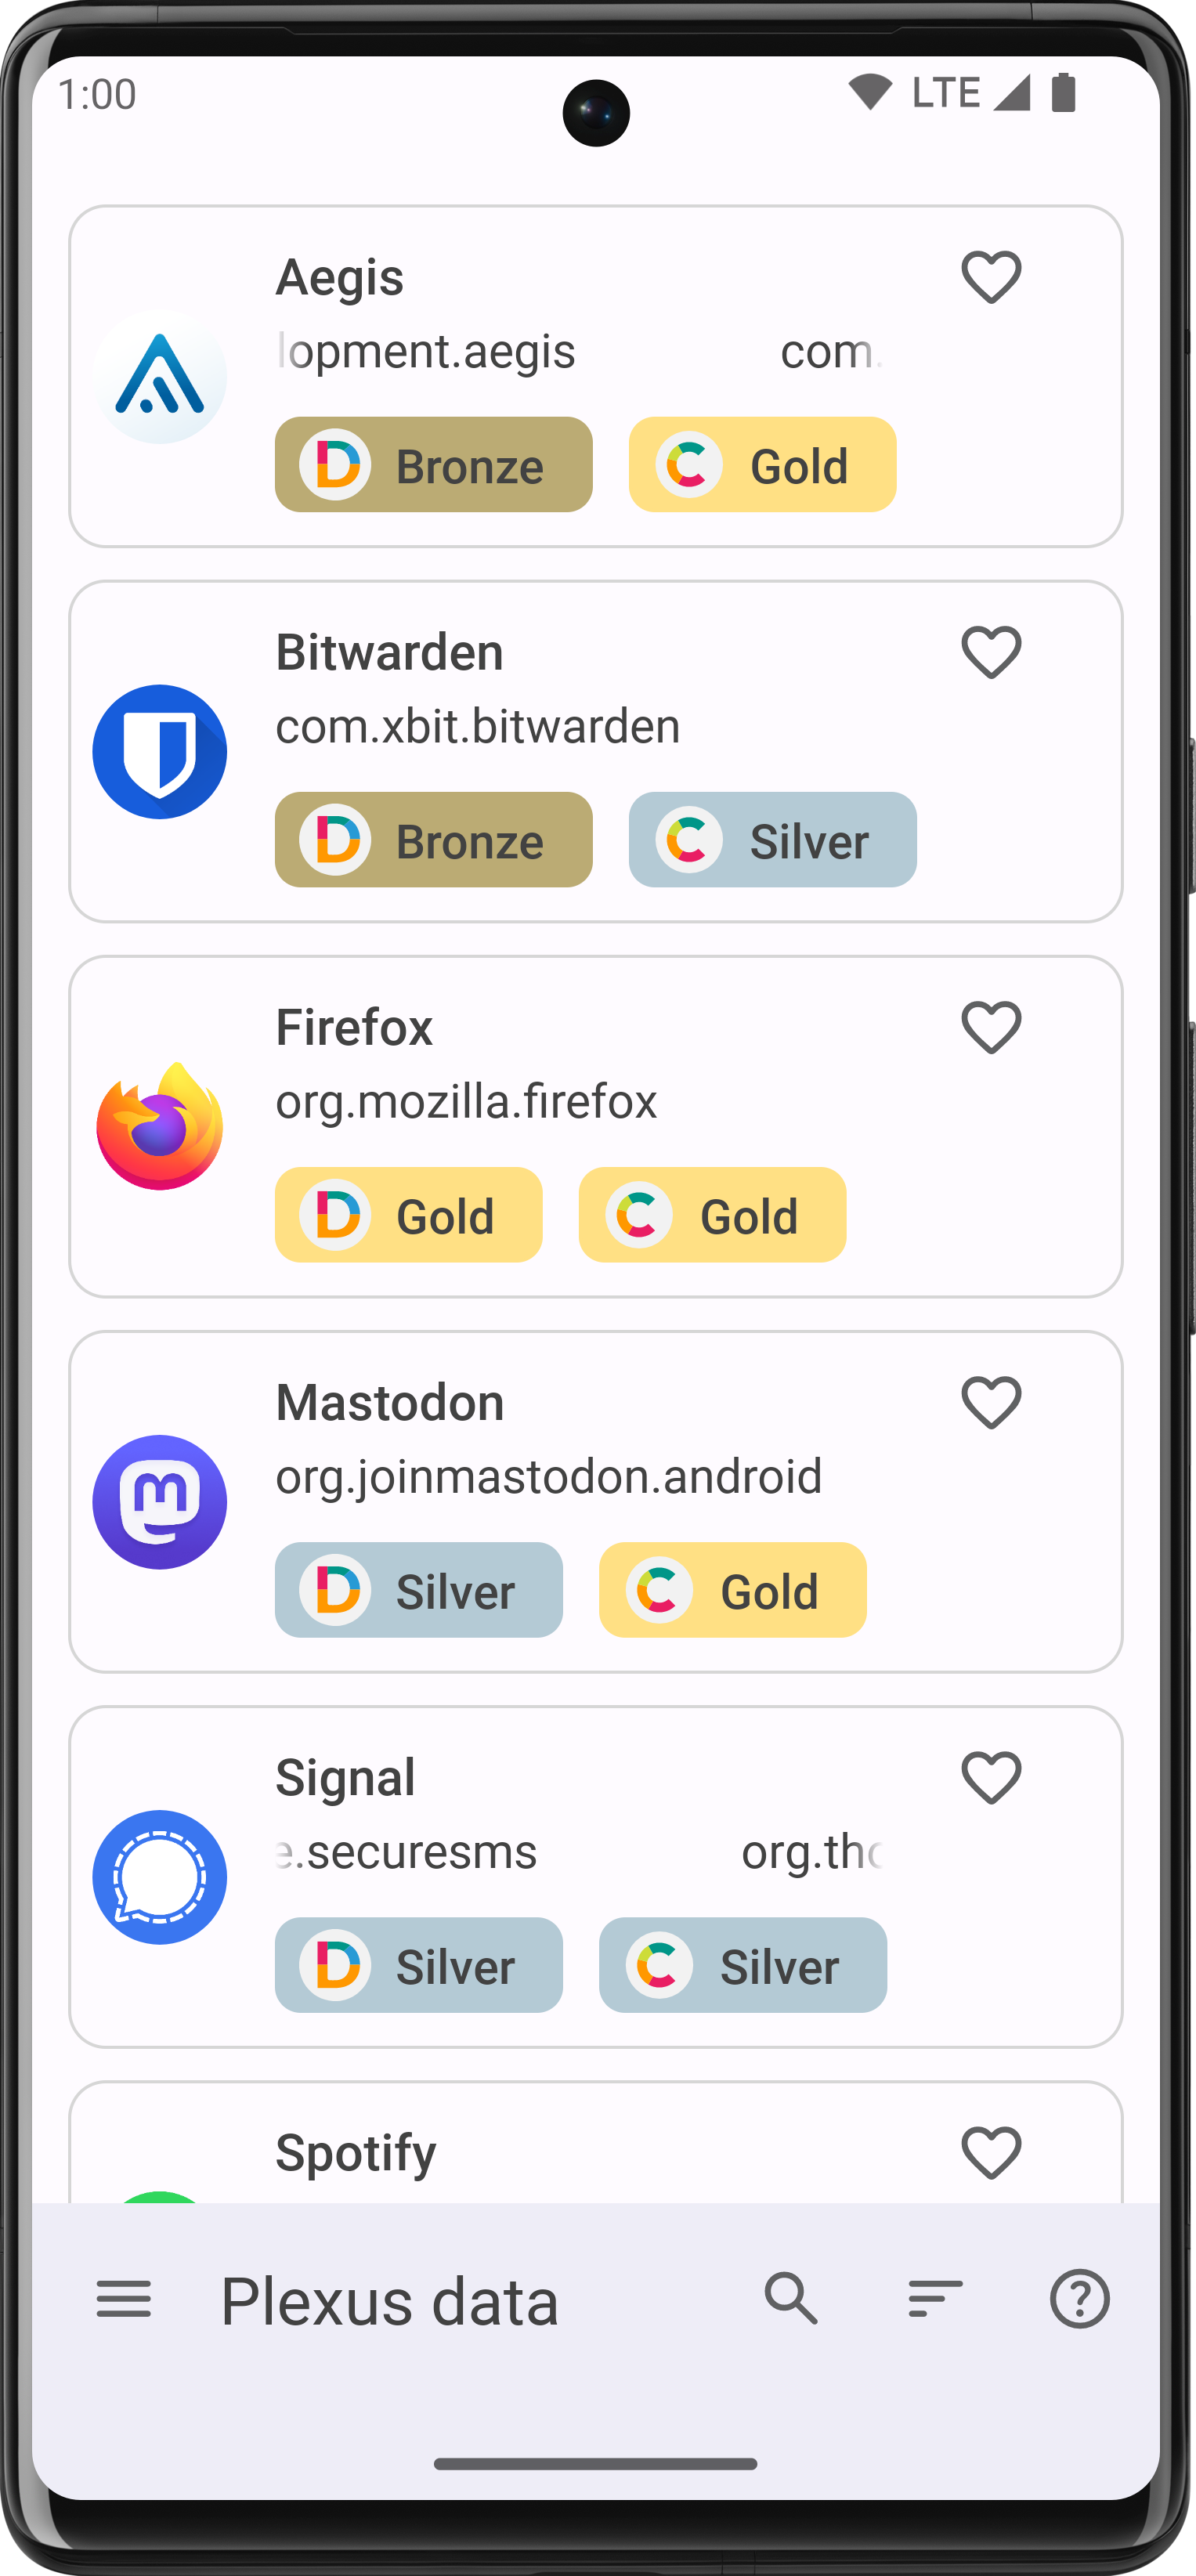 1:00 LTE
Aegis
lopment.aegis com.
D Bronze C Gold
Bitwarden
com.xbit.bitwarden
D Bronze C Silver
Firefox
org.mozilla.firefox
D Gold C Gold
Mastodon
org.joinmastodon.android
D Silver C Gold
Signal
e.securesms org.tho
D Silver C Silver
Spotify
Plexus data